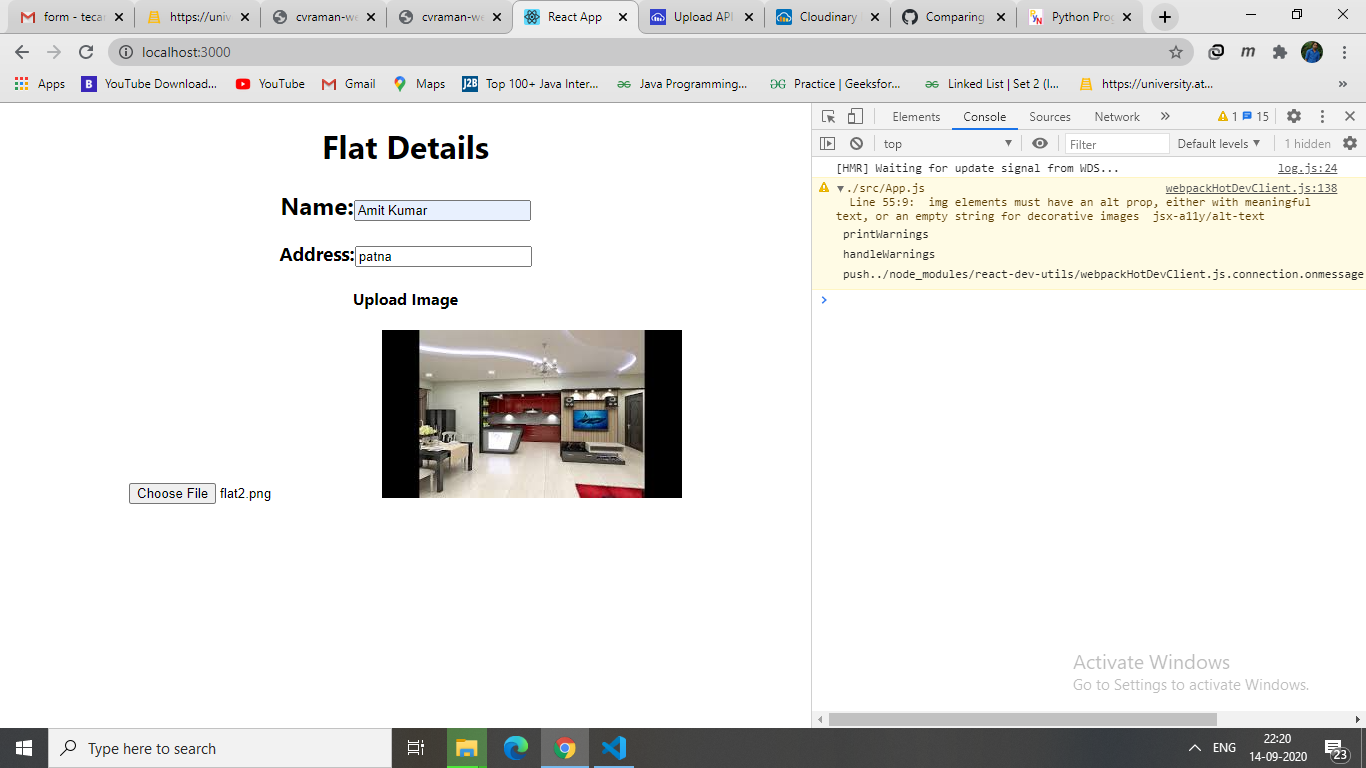 form - tecar
https://univ
cvraman-we
cvraman-we
React App
Upload API
Cloudinary
Comparing
Python Prog
localhost:3000
Apps
YouTube Download...
YouTube
Gmail
Maps
J2B
Top 100+ Java Inter...
Java Programming...
Practice | Geeksfor...
Linked List | Set 2 (I...
https://university.at...
»
Flat Details
Name: Amit Kumar
Address: patna
Upload Image
Choose File flat2.png
Elements Console Sources Network » 1 15
top Filter Default levels 1 hidden
[HMR] Waiting for update signal from WDS... log.js:24
./src/App.js webpackHotDevClient.js:138
Line 55:9: img elements must have an alt prop, either with meaningful
text, or an empty string for decorative images jsx-a11y/alt-text
printWarnings
handleWarnings
push../node_modules/react-dev-utils/webpackHotDevClient.js.connection.onmessage
Activate Windows
Go to Settings to activate Windows.
Type here to search
ENG
22:20
14-09-2020
23